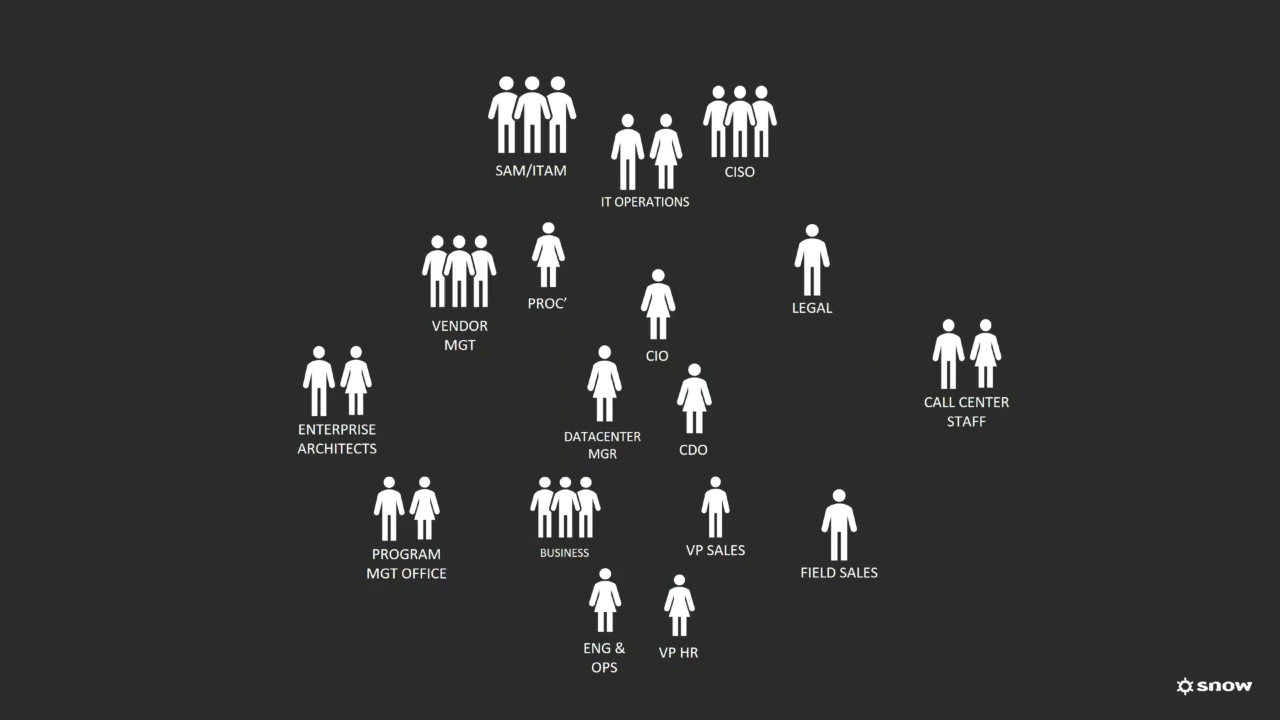 SAM/ITAM
IT OPERATIONS
CISO
VENDOR
MGT
PROC’
CIO
LEGAL
ENTERPRISE
ARCHITECTS
DATACENTER
MGR
CDO
CALL CENTER
STAFF
PROGRAM
MGT OFFICE
BUSINESS
VP SALES
FIELD SALES
ENG &
OPS
VP HR
snow